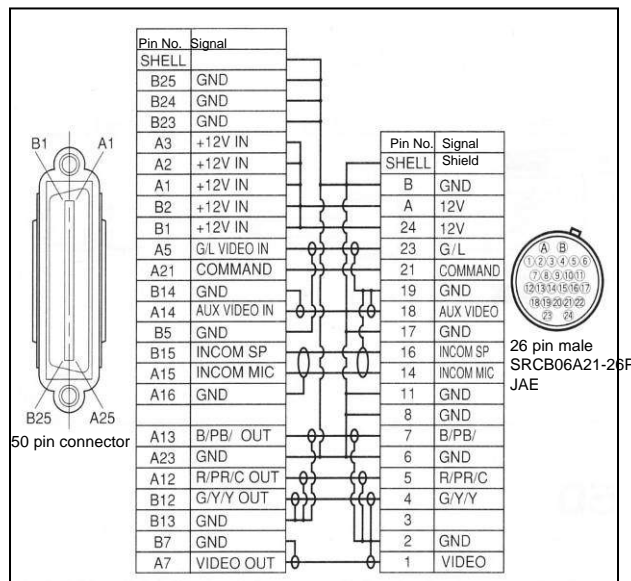 Pin No. Signal
SHELL
B25 GND
B24 GND
B23 GND
A3 +12V IN
A2 +12V IN
A1 +12V IN
B2 +12V IN
B1 +12V IN
A5 G/L VIDEO IN
A21 COMMAND
B14 GND
A14 AUX VIDEO IN
B5 GND
B15 INCOM SP
A15 INCOM MIC
A16 GND
A13 B/PB/ OUT
A23 GND
A12 R/PR/C OUT
B12 G/Y/Y OUT
B13 GND
B7 GND
A7 VIDEO OUT
B1 A1
B25 A25
50 pin connector
Pin No. Signal
SHELL Shield
B GND
A 12V
24 12V
23 G/L
21 COMMAND
19 GND
18 AUX VIDEO
17 GND
16 INCOM SP
14 INCOM MIC
11 GND
8 GND
7 B/PB/
6 GND
5 R/PR/C
4 G/Y/Y
3
2 GND
1 VIDEO
A B
1 2 3 4 5 6
7 8 9 10 11
12 13 14 15 16 17
18 19 20 21 22
23 24
26 pin male
SRCB06A21-26P
JAE